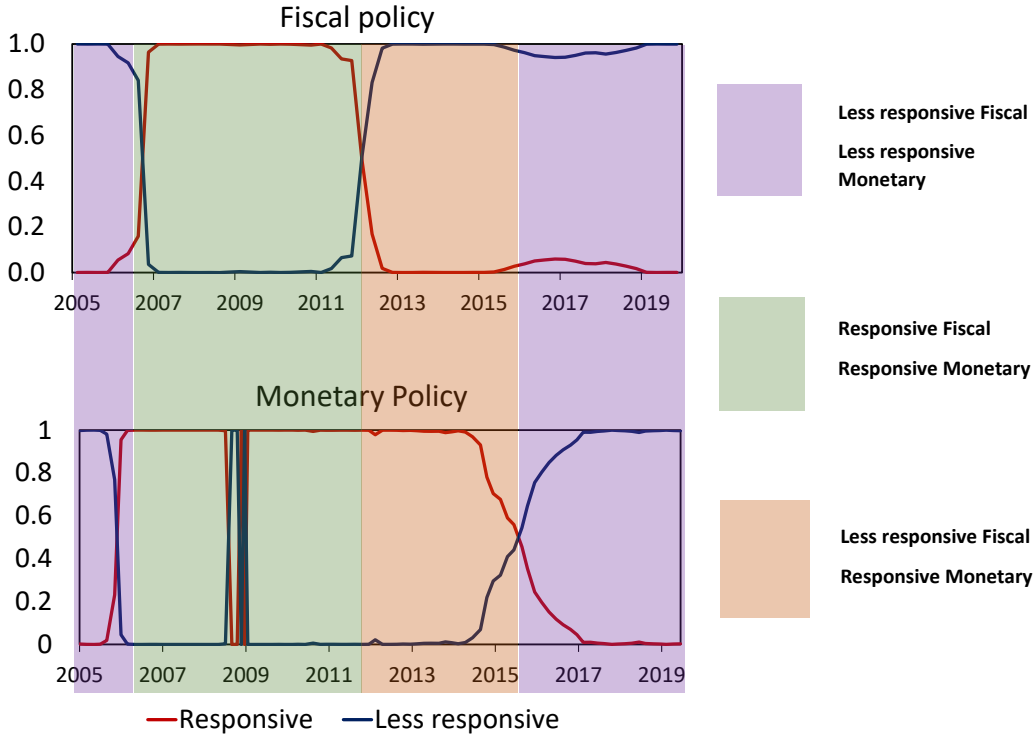 Fiscal policy
1.0
0.8
0.6
0.4
0.2
0.0
2005 2007 2009 2011 2013 2015 2017 2019
Monetary Policy
1
0.8
0.6
0.4
0.2
0
2005 2007 2009 2011 2013 2015 2017 2019
Responsive Less responsive
Less responsive Fiscal
Less responsive
Monetary
Responsive Fiscal
Responsive Monetary
Less responsive Fiscal
Responsive Monetary